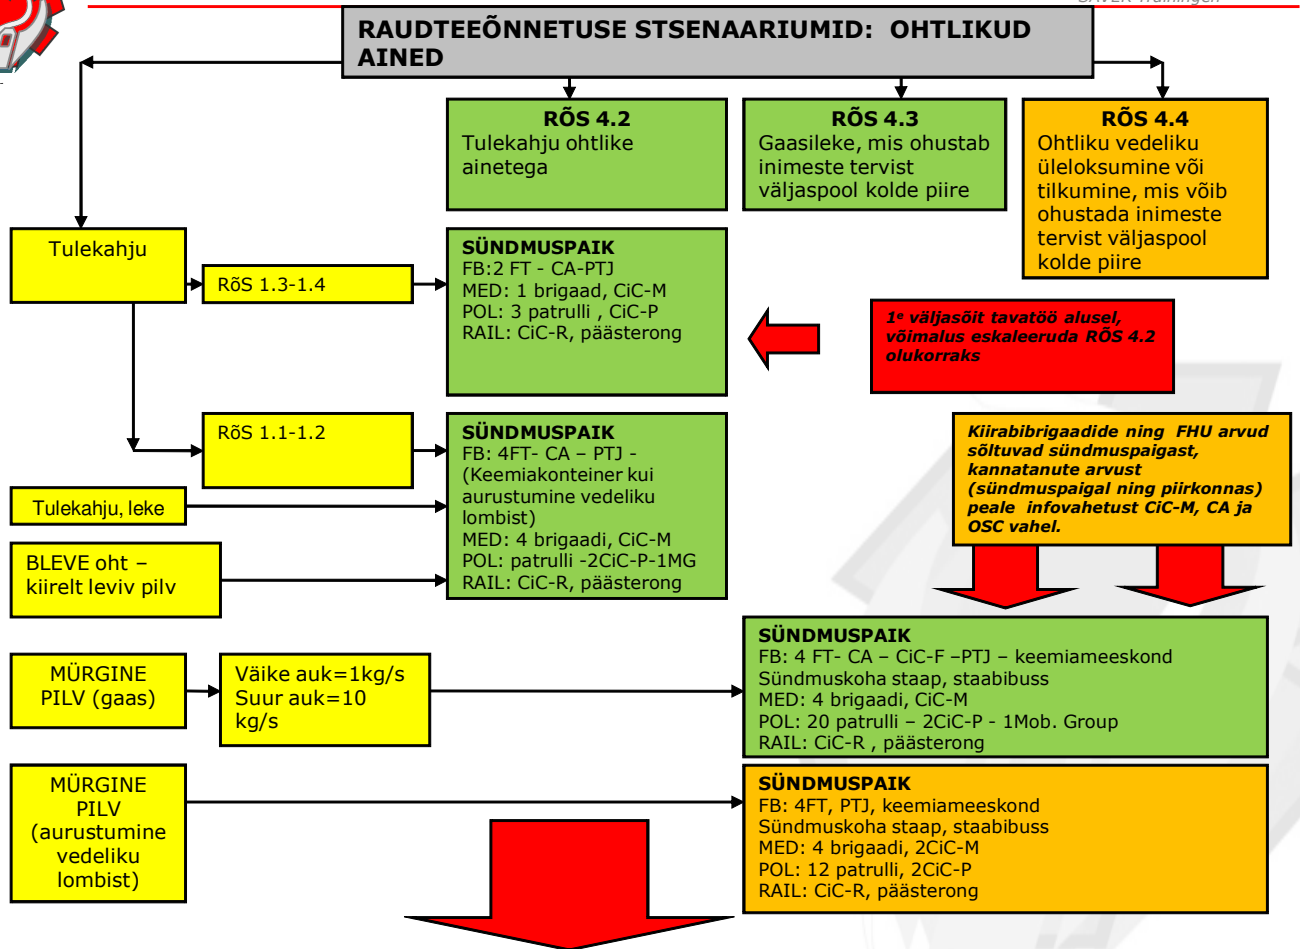 RAUDTEEÕNNETUSE STSENAARIUMID: OHTLIKUD
AINED
RÕS 4.2
Tulekahju ohtlike
ainetega
RÕS 4.3
Gaasileke, mis ohustab
inimeste tervist
väljaspool kolde piire
RÕS 4.4
Ohtliku vedeliku
üleloksumine või
tilkumine, mis võib
ohustada inimeste
tervist väljaspool
kolde piire
Tulekahju
RõS 1.3-1.4
SÜNDMUSPAIK
FB:2 FT - CA-PTJ
MED: 1 brigaad, CiC-M
POL: 3 patrulli , CiC-P
RAIL: CiC-R, päästerong
1e väljasõit tavatöö alusel,
võimalus eskaleeruda RÕS 4.2
olukorraks
RõS 1.1-1.2
SÜNDMUSPAIK
FB: 4FT- CA – PTJ -
(Keemiakonteiner kui
aurustumine vedeliku
lombist)
MED: 4 brigaadi, CiC-M
POL: patrulli -2CiC-P-1MG
RAIL: CiC-R, päästerong
Kiirabibrigaadide ning FHU arvud
sõltuvad sündmuspaigast,
kannatanute arvust
(sündmuspaigal ning piirkonnas)
peale infovahetust CiC-M, CA ja
OSC vahel.
Tulekahju, leke
BLEVE oht –
kiirelt leviv pilv
MÜRGINE
PILV (gaas)
Väike auk=1kg/s
Suur auk=10
kg/s
SÜNDMUSPAIK
FB: 4 FT- CA – CiC-F –PTJ – keemiameeskond
Sündmuskoha staap, staabibuss
MED: 4 brigaadi, CiC-M
POL: 20 patrulli – 2CiC-P - 1Mob. Group
RAIL: CiC-R , päästerong
MÜRGINE
PILV
(aurustumine
vedeliku
lombist)
SÜNDMUSPAIK
FB: 4FT, PTJ, keemiameeskond
Sündmuskoha staap, staabibuss
MED: 4 brigaadi, 2CiC-M
POL: 12 patrulli, 2CiC-P
RAIL: CiC-R, päästerong